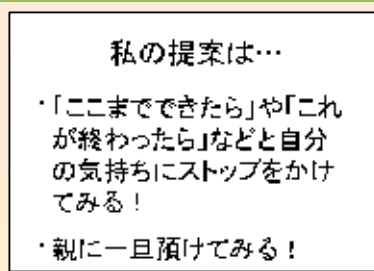 私の提案は…
・「ここまでできたら」や「これ
が終わったら」などと自分
の気持ちにストップをかけ
てみる！
・親に一旦預けてみる！